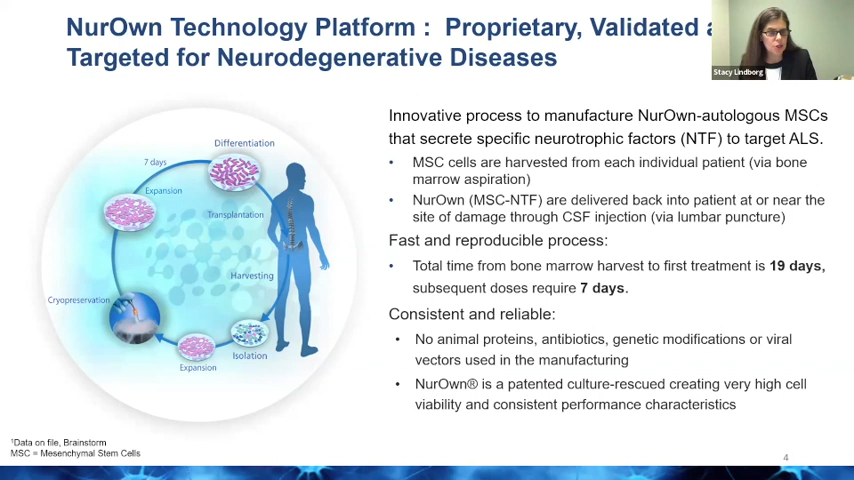 NurOwn Technology Platform : Proprietary, Validated
Targeted for Neurodegenerative Diseases
Stacy Lindborg
Differentiation
7 days
Expansion
Transplantation
Harvesting
Cryopreservation
Isolation
Expansion
Innovative process to manufacture NurOwn-autologous MSCs
that secrete specific neurotrophic factors (NTF) to target ALS.
• MSC cells are harvested from each individual patient (via bone
marrow aspiration)
• NurOwn (MSC-NTF) are delivered back into patient at or near the
site of damage through CSF injection (via lumbar puncture)
Fast and reproducible process:
• Total time from bone marrow harvest to first treatment is 19 days,
subsequent doses require 7 days.
Consistent and reliable:
• No animal proteins, antibiotics, genetic modifications or viral
vectors used in the manufacturing
• NurOwn® is a patented culture-rescued creating very high cell
viability and consistent performance characteristics
¹Data on file, Brainstorm
MSC = Mesenchymal Stem Cells
4